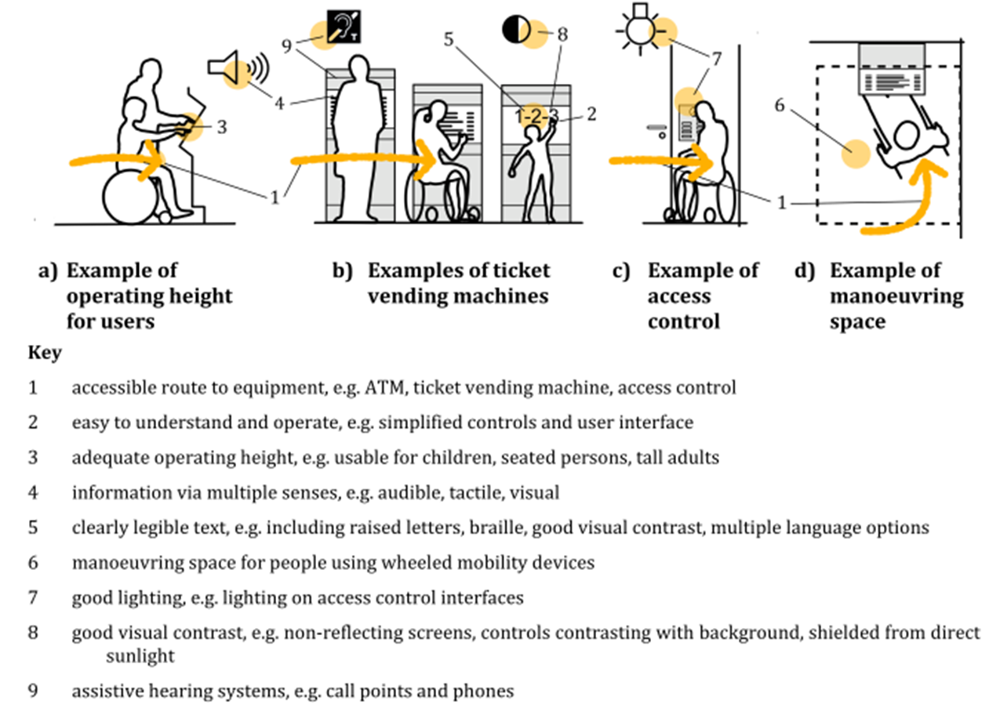 9
8
5
7
4
1-2-3
2
6
3
1
1
T
a) Example of
operating height
for users
b) Examples of ticket
vending machines
c) Example of
access
control
d) Example of
manoeuvring
space
Key
1 accessible route to equipment, e.g. ATM, ticket vending machine, access control
2 easy to understand and operate, e.g. simplified controls and user interface
3 adequate operating height, e.g. usable for children, seated persons, tall adults
4 information via multiple senses, e.g. audible, tactile, visual
5 clearly legible text, e.g. including raised letters, braille, good visual contrast, multiple language options
6 manoeuvring space for people using wheeled mobility devices
7 good lighting, e.g. lighting on access control interfaces
8 good visual contrast, e.g. non-reflecting screens, controls contrasting with background, shielded from direct
sunlight
9 assistive hearing systems, e.g. call points and phones